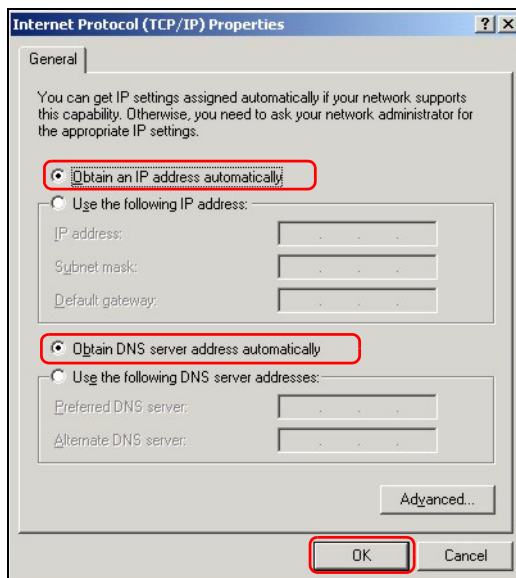 Internet Protocol (TCP/IP) Properties
General
You can get IP settings assigned automatically if your network supports
this capability. Otherwise, you need to ask your network administrator for
the appropriate IP settings.
Obtain an IP address automatically
Use the following IP address:
IP address:
Subnet mask:
Default gateway:
Obtain DNS server address automatically
Use the following DNS server addresses:
Preferred DNS server:
Alternate DNS server:
Advanced...
OK Cancel